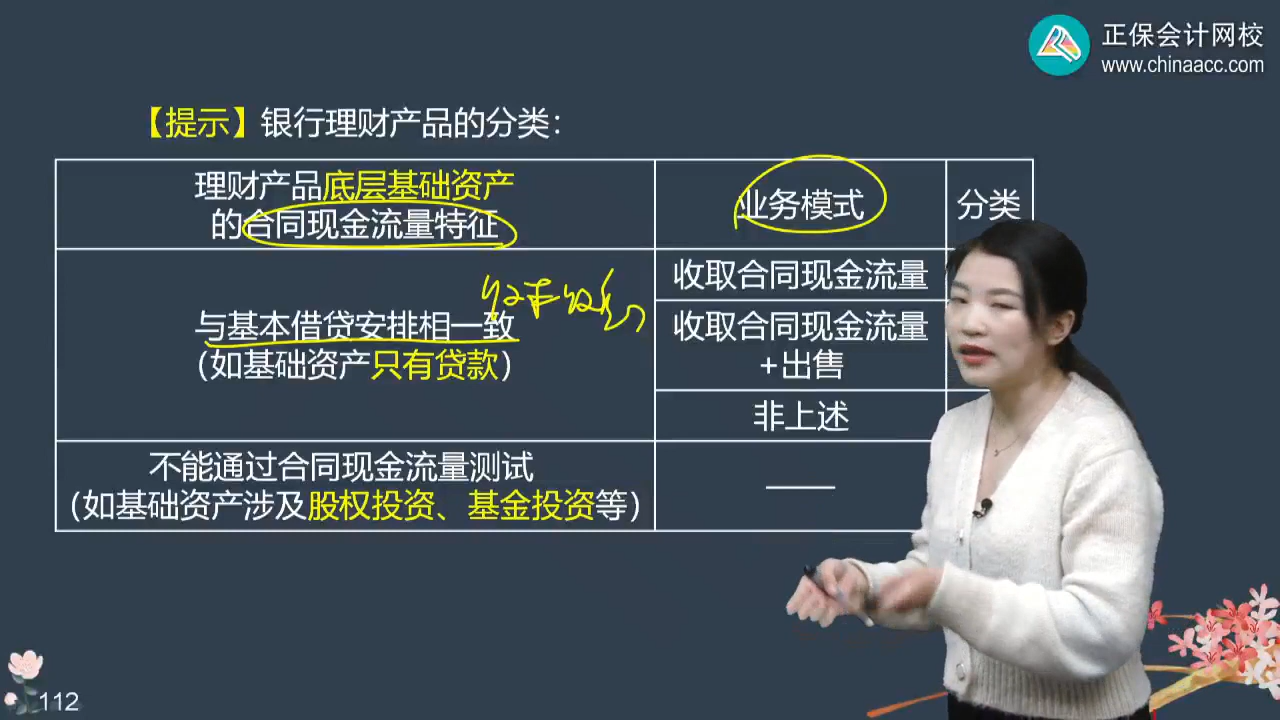 正保会计网校
www.chinaacc.com
【提示】银行理财产品的分类：
理财产品底层基础资产
的合同现金流量特征
业务模式
分类
收本收利
与基本借贷安排相一致
（如基础资产只有贷款）
收取合同现金流量
收取合同现金流量
+出售
非上述
不能通过合同现金流量测试
（如基础资产涉及股权投资、基金投资等）
——
112